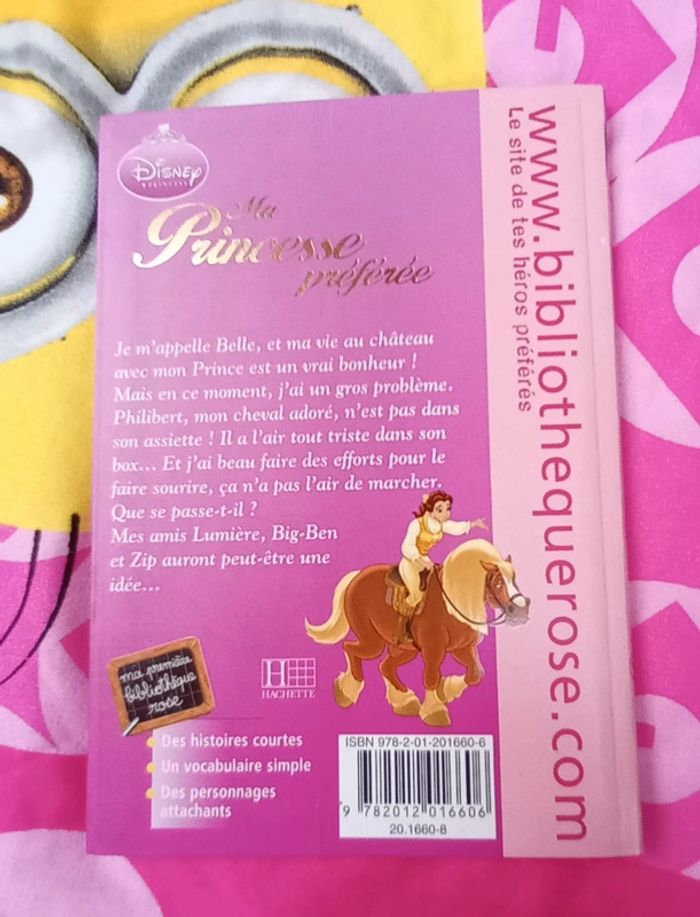 Disney
PRINCESS
Ma
Princesse
préférée
Je m'appelle Belle, et ma vie au château
avec mon Prince est un vrai bonheur !
Mais en ce moment, j'ai un gros problème.
Philibert, mon cheval adoré, n'est pas dans
son assiette ! Il a l'air tout triste dans son
box... Et j'ai beau faire des efforts pour le
faire sourire, ça n'a pas l'air de marcher.
Que se passe-t-il ?
Mes amis Lumière, Big-Ben
et Zip auront peut-être une
idée...
ma première
bibliothèque
rose
H
HACHETTE
Des histoires courtes
Un vocabulaire simple
Des personnages
attachants
ISBN 978-2-01-201660-6
9 782012 016606
20.1660-8
www.bibliothequerose.com
Le site de tes héros préférés